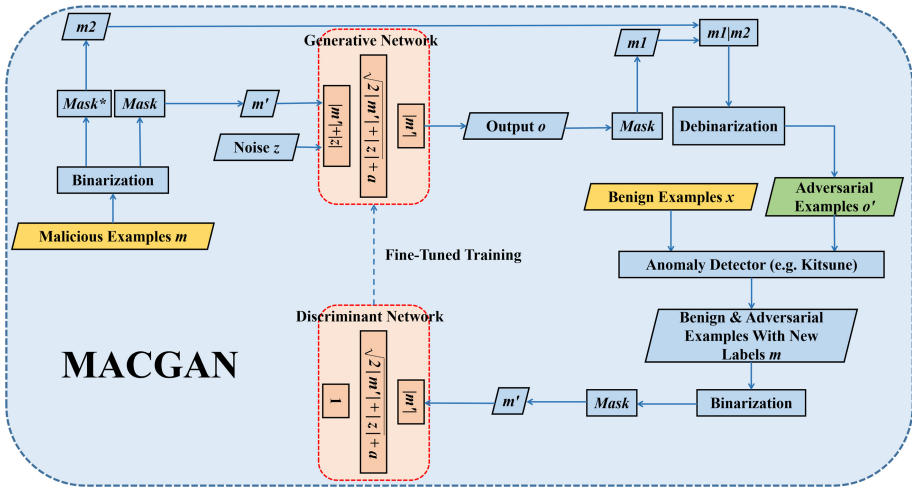 m2
Generative Network
m1
m1|m2
Mask*
Mask
m'
|m'|+|z|
√2|m'|+|z|+a
|m'|
Output o
Mask
Debinarization
Noise z
Binarization
Malicious Examples m
Benign Examples x
Adversarial
Examples o'
Fine-Tuned Training
Anomaly Detector (e.g. Kitsune)
Discriminant Network
Benign & Adversarial
Examples With New
Labels m
MACGAN
1
√2|m'|+|z|+a
|m'|
m'
Mask
Binarization